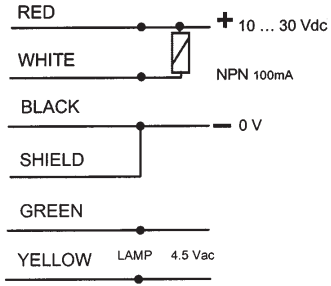 RED
+ 10 ... 30 Vdc
WHITE
NPN 100mA
BLACK
– 0 V
SHIELD
GREEN
YELLOW LAMP 4.5 Vac